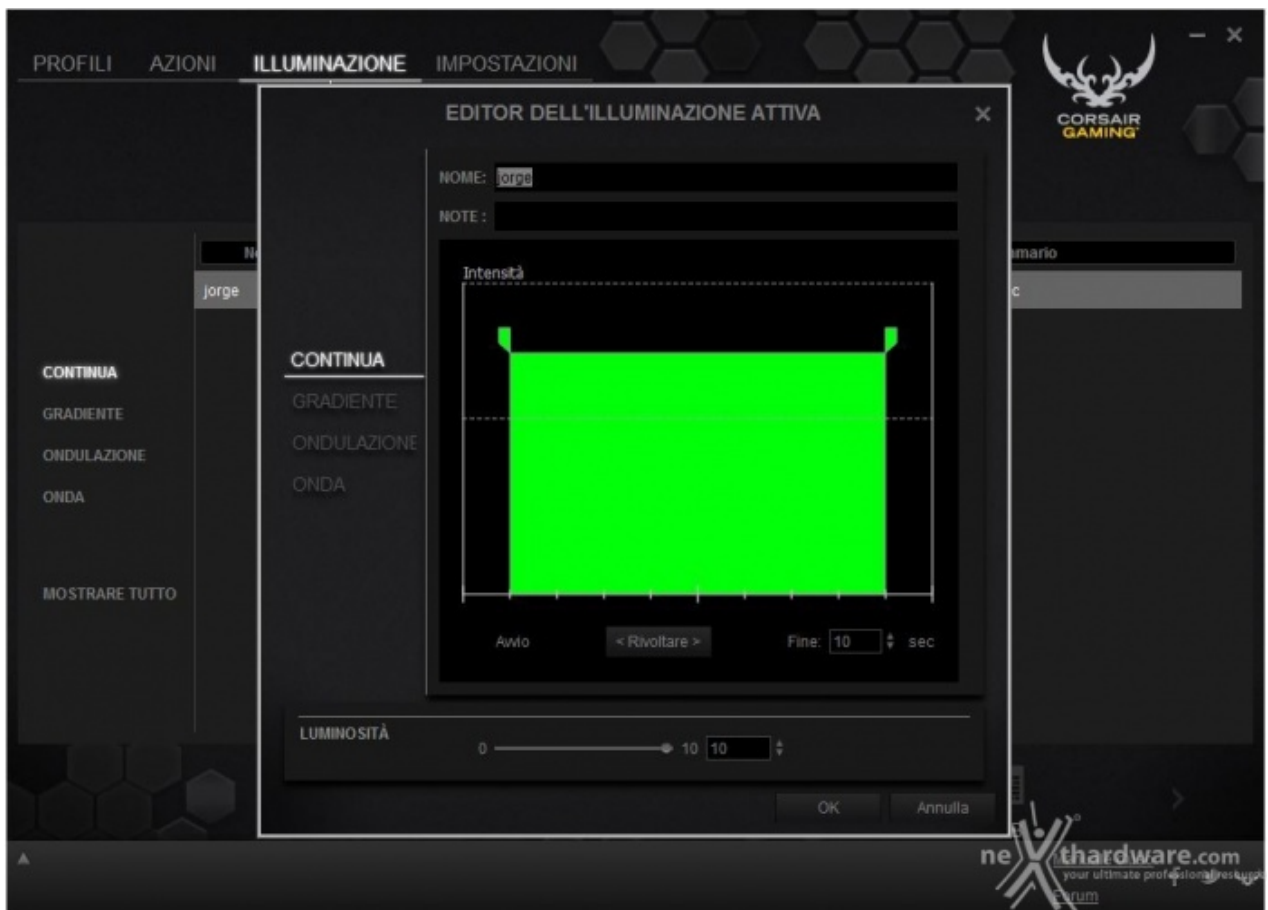 PROFILI AZIONI ILLUMINAZIONE IMPOSTAZIONI
CORSAIR
GAMING
EDITOR DELL'ILLUMINAZIONE ATTIVA
NOME: jorge
NOTE :
jorge
Intensità
CONTINUA
GRADIENTE
ONDULAZIONE
ONDA
MOSTRARE TUTTO
CONTINUA
GRADIENTE
ONDULAZIONE
ONDA
Avvio < Rivoltare > Fine: 10 sec
LUMINOSITÀ
0 10 10
OK Annulla
nexthardware.com
your ultimate professional resource
Forum